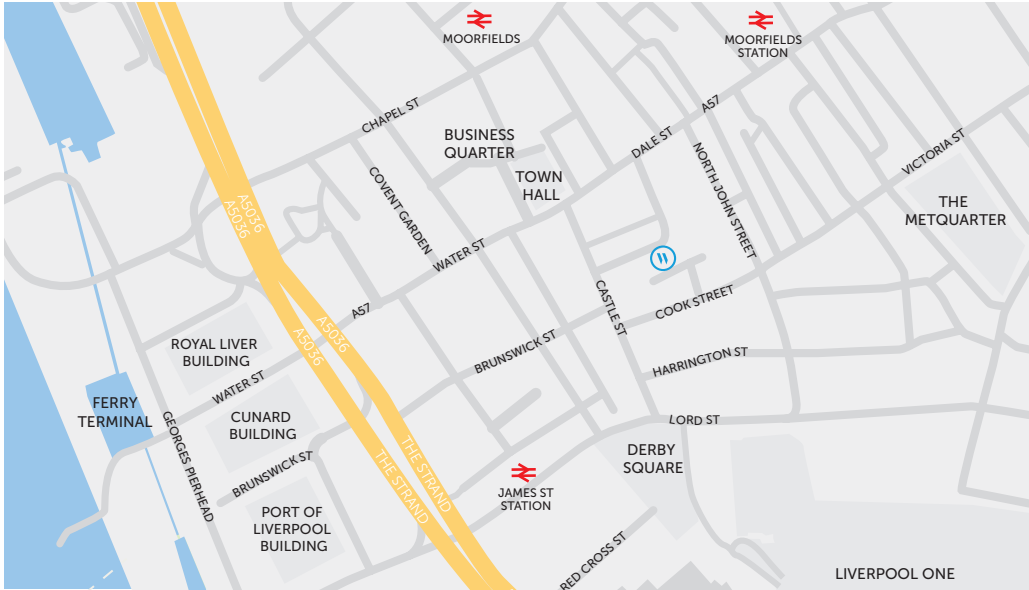 MOORFIELDS
MOORFIELDS
STATION
CHAPEL ST
A57
BUSINESS
QUARTER
DALE ST
VICTORIA ST
TOWN
HALL
NORTH JOHN STREET
THE
METQUARTER
COVENT GARDEN
A5036
A5036
WATER ST
CASTLE ST
COOK STREET
A57
A5036
A5036
BRUNSWICK ST
ROYAL LIVER
BUILDING
HARRINGTON ST
WATER ST
FERRY
TERMINAL
CUNARD
BUILDING
LORD ST
GEORGES PIERHEAD
DERBY
SQUARE
BRUNSWICK ST
THE STRAND
THE STRAND
JAMES ST
STATION
PORT OF
LIVERPOOL
BUILDING
RED CROSS ST
LIVERPOOL ONE